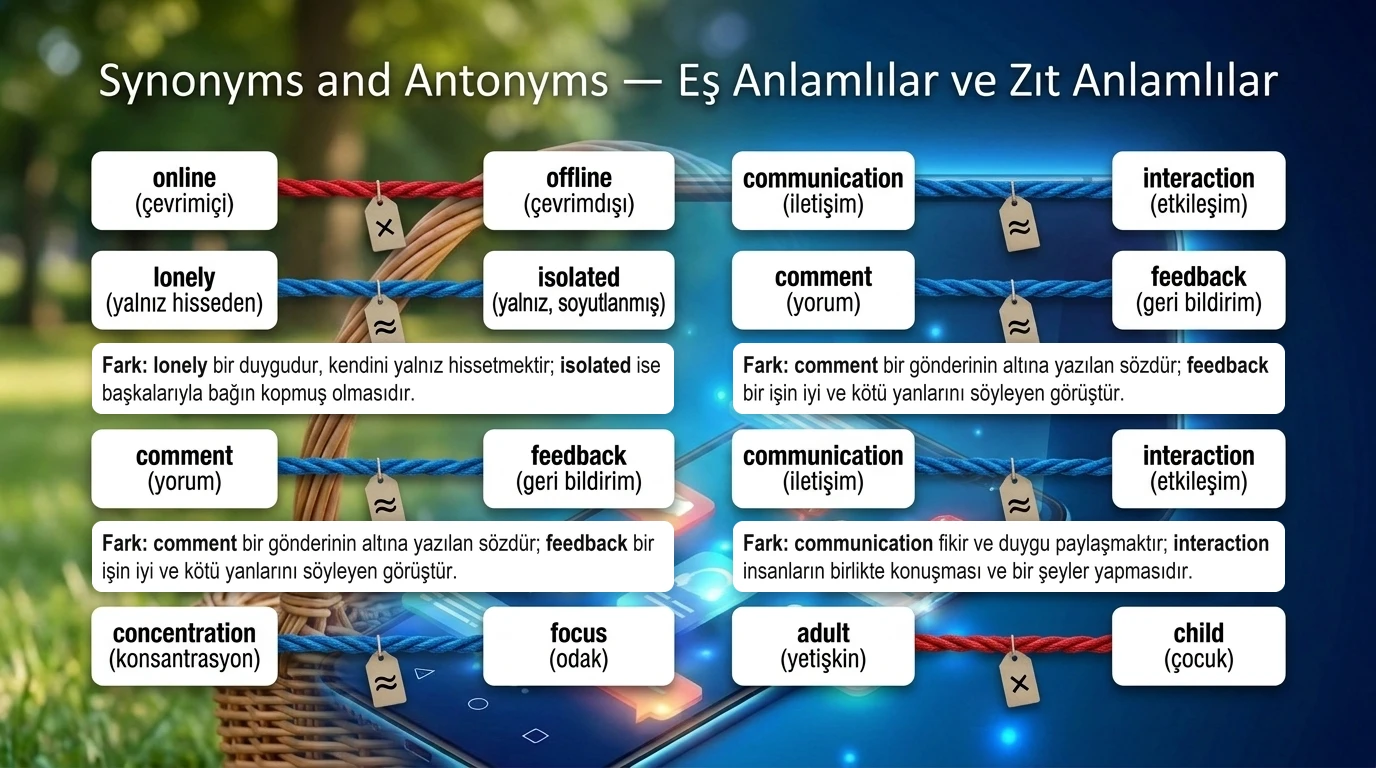 Synonyms and Antonyms — Eş Anlamlılar ve Zıt Anlamlılar
online
(çevrimiçi)
×
offline
(çevrimdışı)
communication
(iletişim)
≈
interaction
(etkileşim)
lonely
(yalnız hisseden)
≈
isolated
(yalnız, soyutlanmış)
comment
(yorum)
≈
feedback
(geri bildirim)
Fark: lonely bir duygudur, kendini yalnız hissetmektir; isolated ise
başkalarıyla bağın kopmuş olmasıdır.
Fark: comment bir gönderinin altına yazılan sözdür; feedback
bir işin iyi ve kötü yanlarını söyleyen görüştür.
comment
(yorum)
≈
feedback
(geri bildirim)
communication
(iletişim)
≈
interaction
(etkileşim)
Fark: comment bir gönderinin altına yazılan sözdür; feedback bir
işin iyi ve kötü yanlarını söyleyen görüştür.
Fark: communication fikir ve duygu paylaşmaktır; interaction
insanların birlikte konuşması ve bir şeyler yapmasıdır.
concentration
(konsantrasyon)
≈
focus
(odak)
adult
(yetişkin)
×
child
(çocuk)